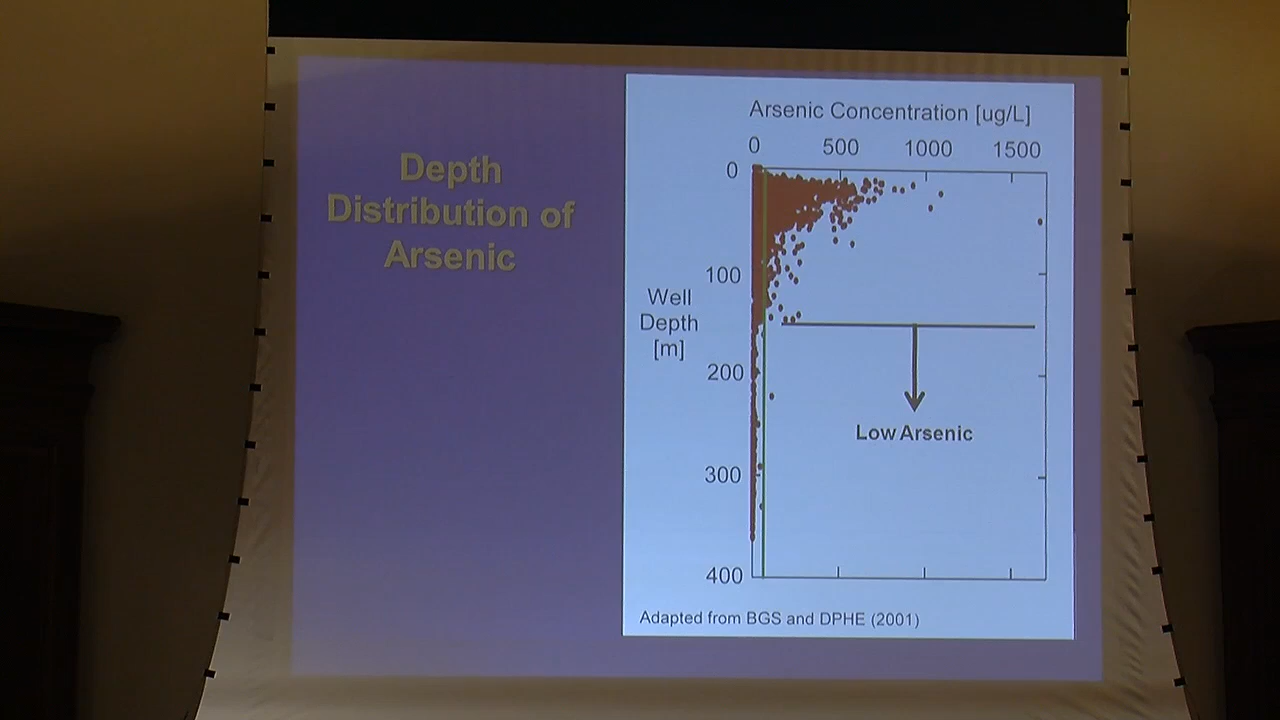 Depth
Distribution of
Arsenic
Arsenic Concentration [ug/L]
0 500 1000 1500
0
100
Well
Depth
[m]
200
Low Arsenic
300
400
Adapted from BGS and DPHE (2001)